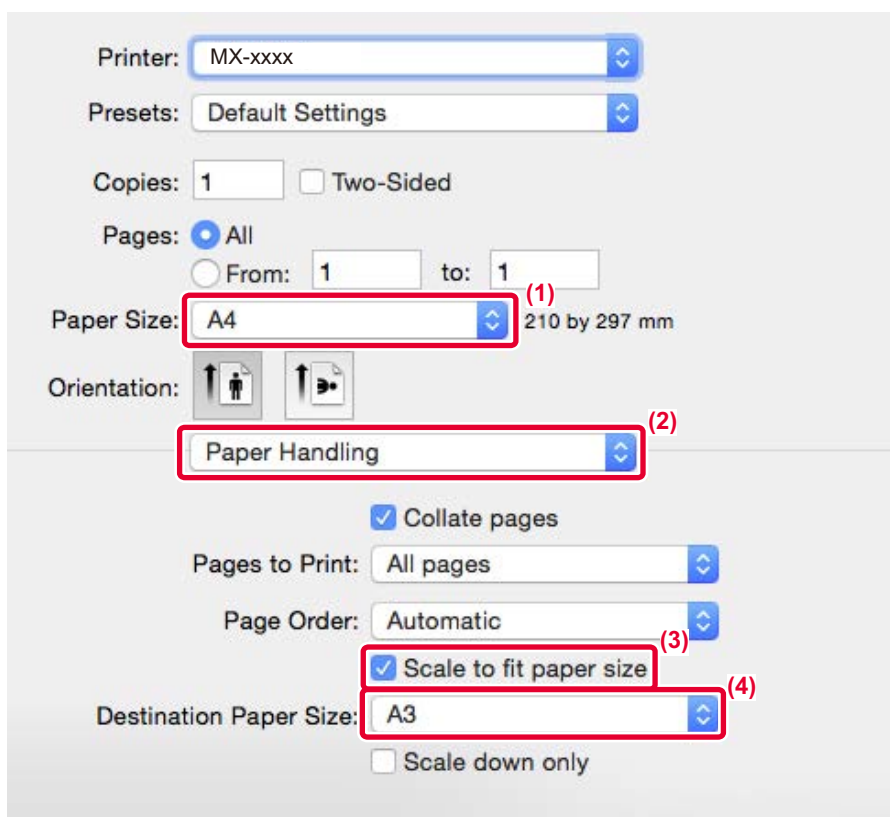 Printer: MX-xxxx
Presets: Default Settings
Copies: 1 Two-Sided
Pages: All
From: 1 to: 1
(1)
Paper Size: A4 210 by 297 mm
Orientation:
(2)
Paper Handling
Collate pages
Pages to Print: All pages
Page Order: Automatic
(3)
Scale to fit paper size
(4)
Destination Paper Size: A3
Scale down only